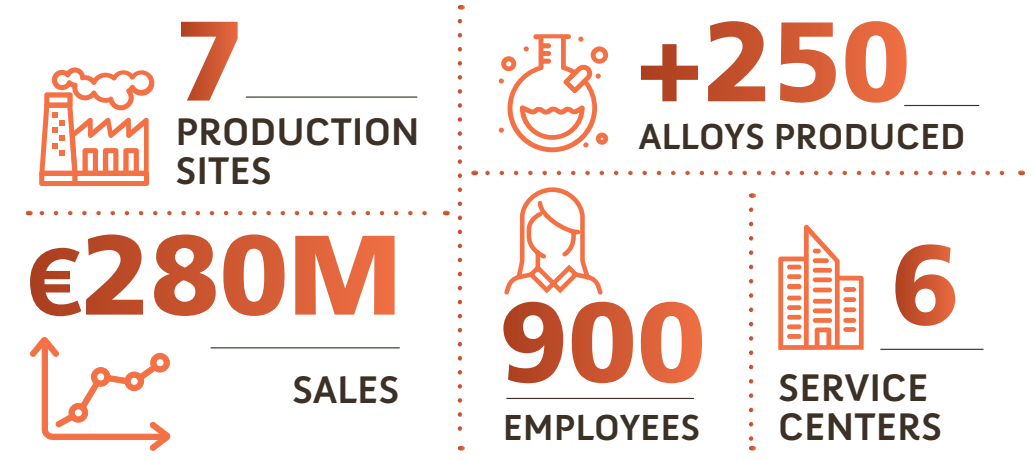 7
PRODUCTION
SITES
+250
ALLOYS PRODUCED
€280M
SALES
900
EMPLOYEES
6
SERVICE
CENTERS